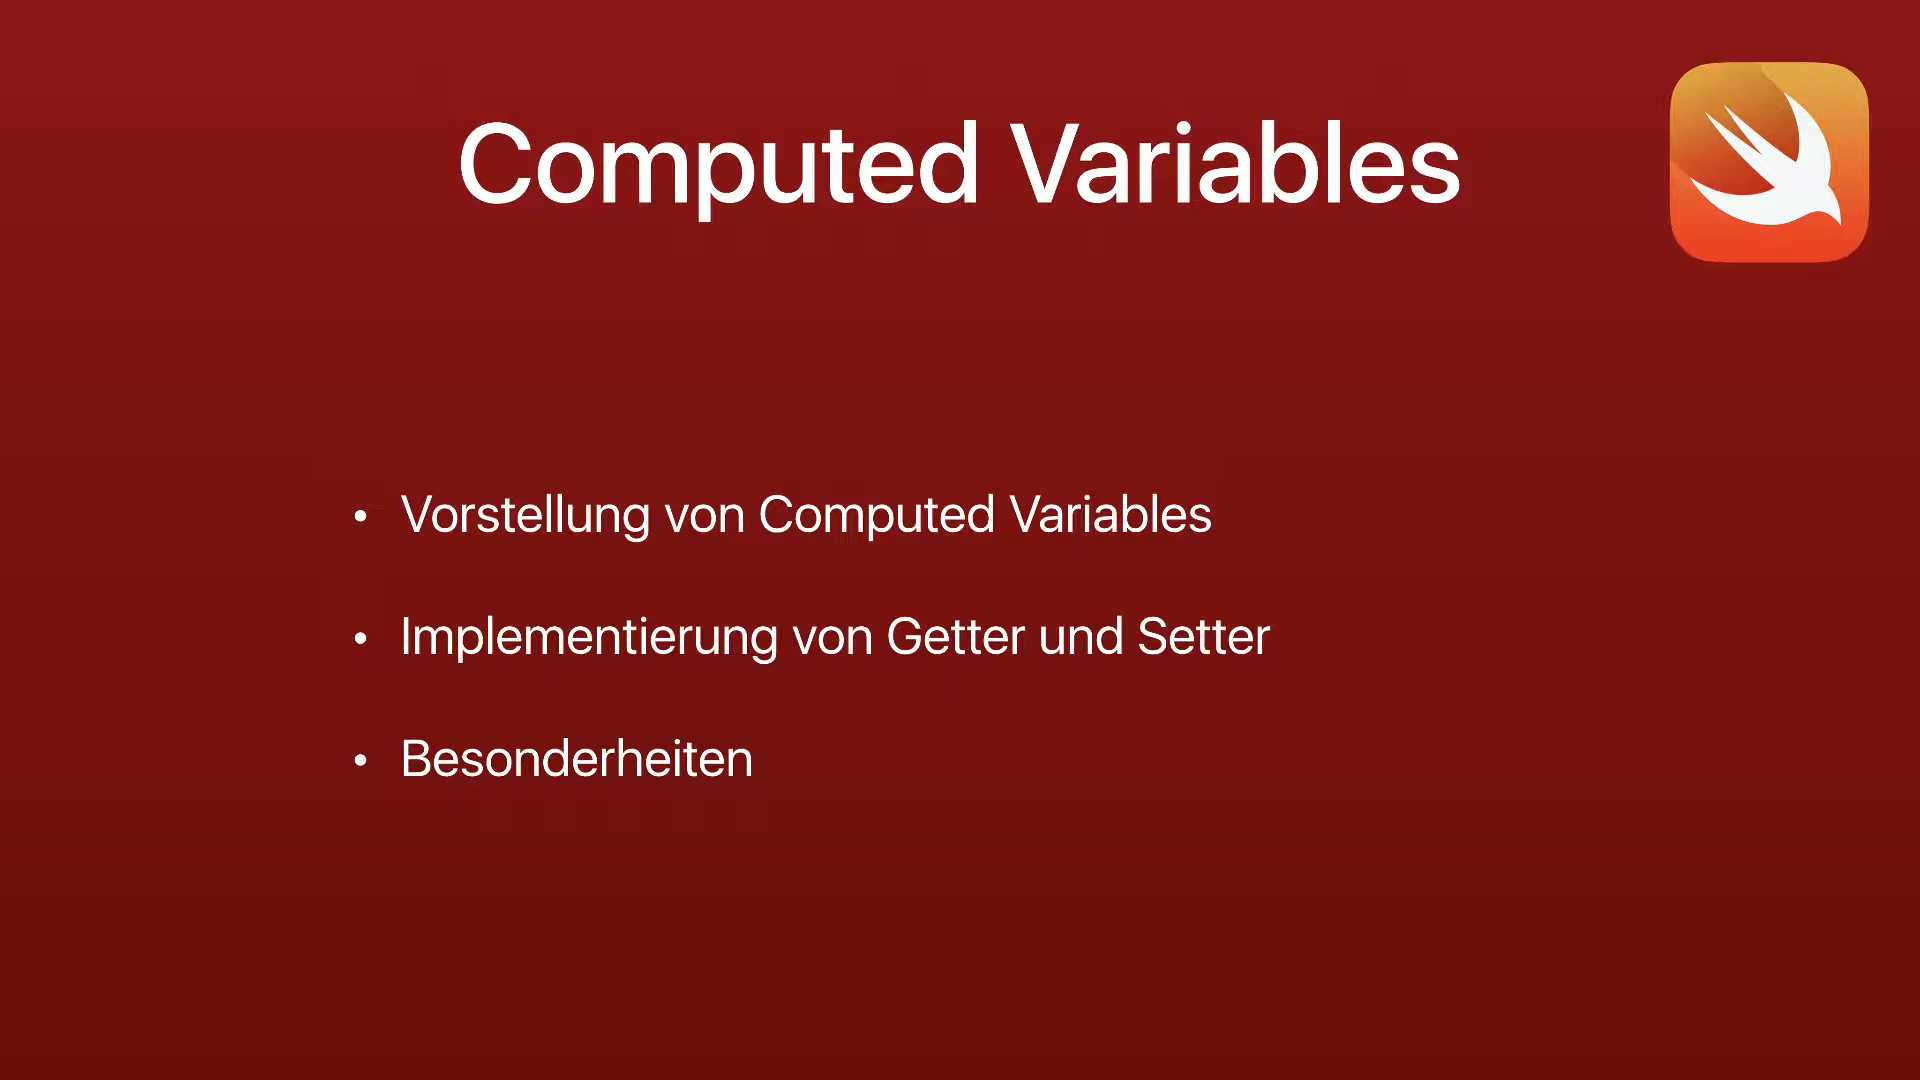 Computed Variables
• Vorstellung von Computed Variables
• Implementierung von Getter und Setter
• Besonderheiten